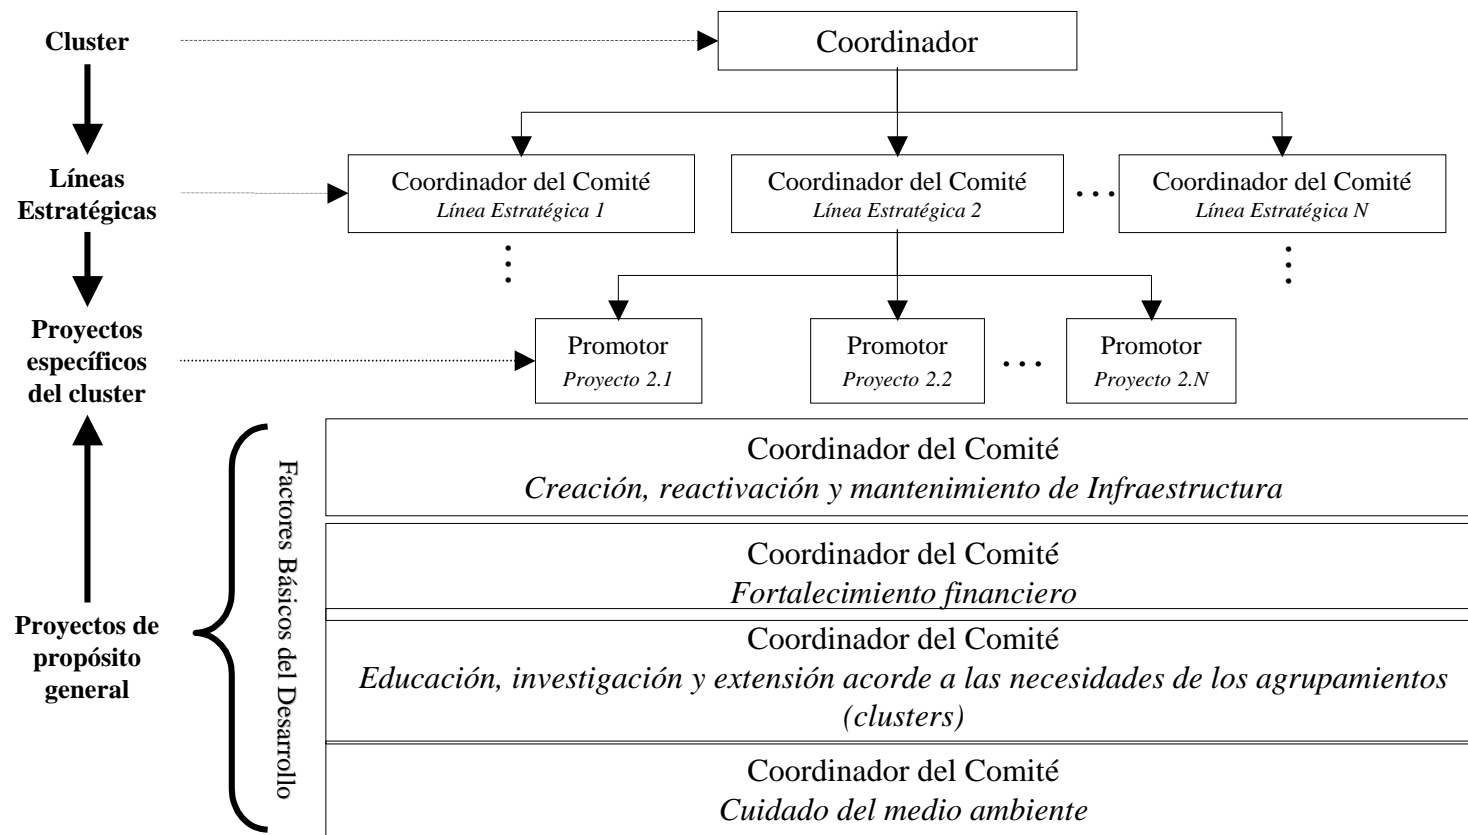 Cluster
Coordinador
Líneas
Estratégicas
Coordinador del Comité
Línea Estratégica 1
Coordinador del Comité
Línea Estratégica 2
...
Coordinador del Comité
Línea Estratégica N
Proyectos
específicos
del cluster
Promotor
Proyecto 2.1
Promotor
Proyecto 2.2
...
Promotor
Proyecto 2.N
Proyectos de
propósito
general
Factores Básicos del Desarrollo
Coordinador del Comité
Creación, reactivación y mantenimiento de Infraestructura
Coordinador del Comité
Fortalecimiento financiero
Coordinador del Comité
Educación, investigación y extensión acorde a las necesidades de los agrupamientos
(clusters)
Coordinador del Comité
Cuidado del medio ambiente